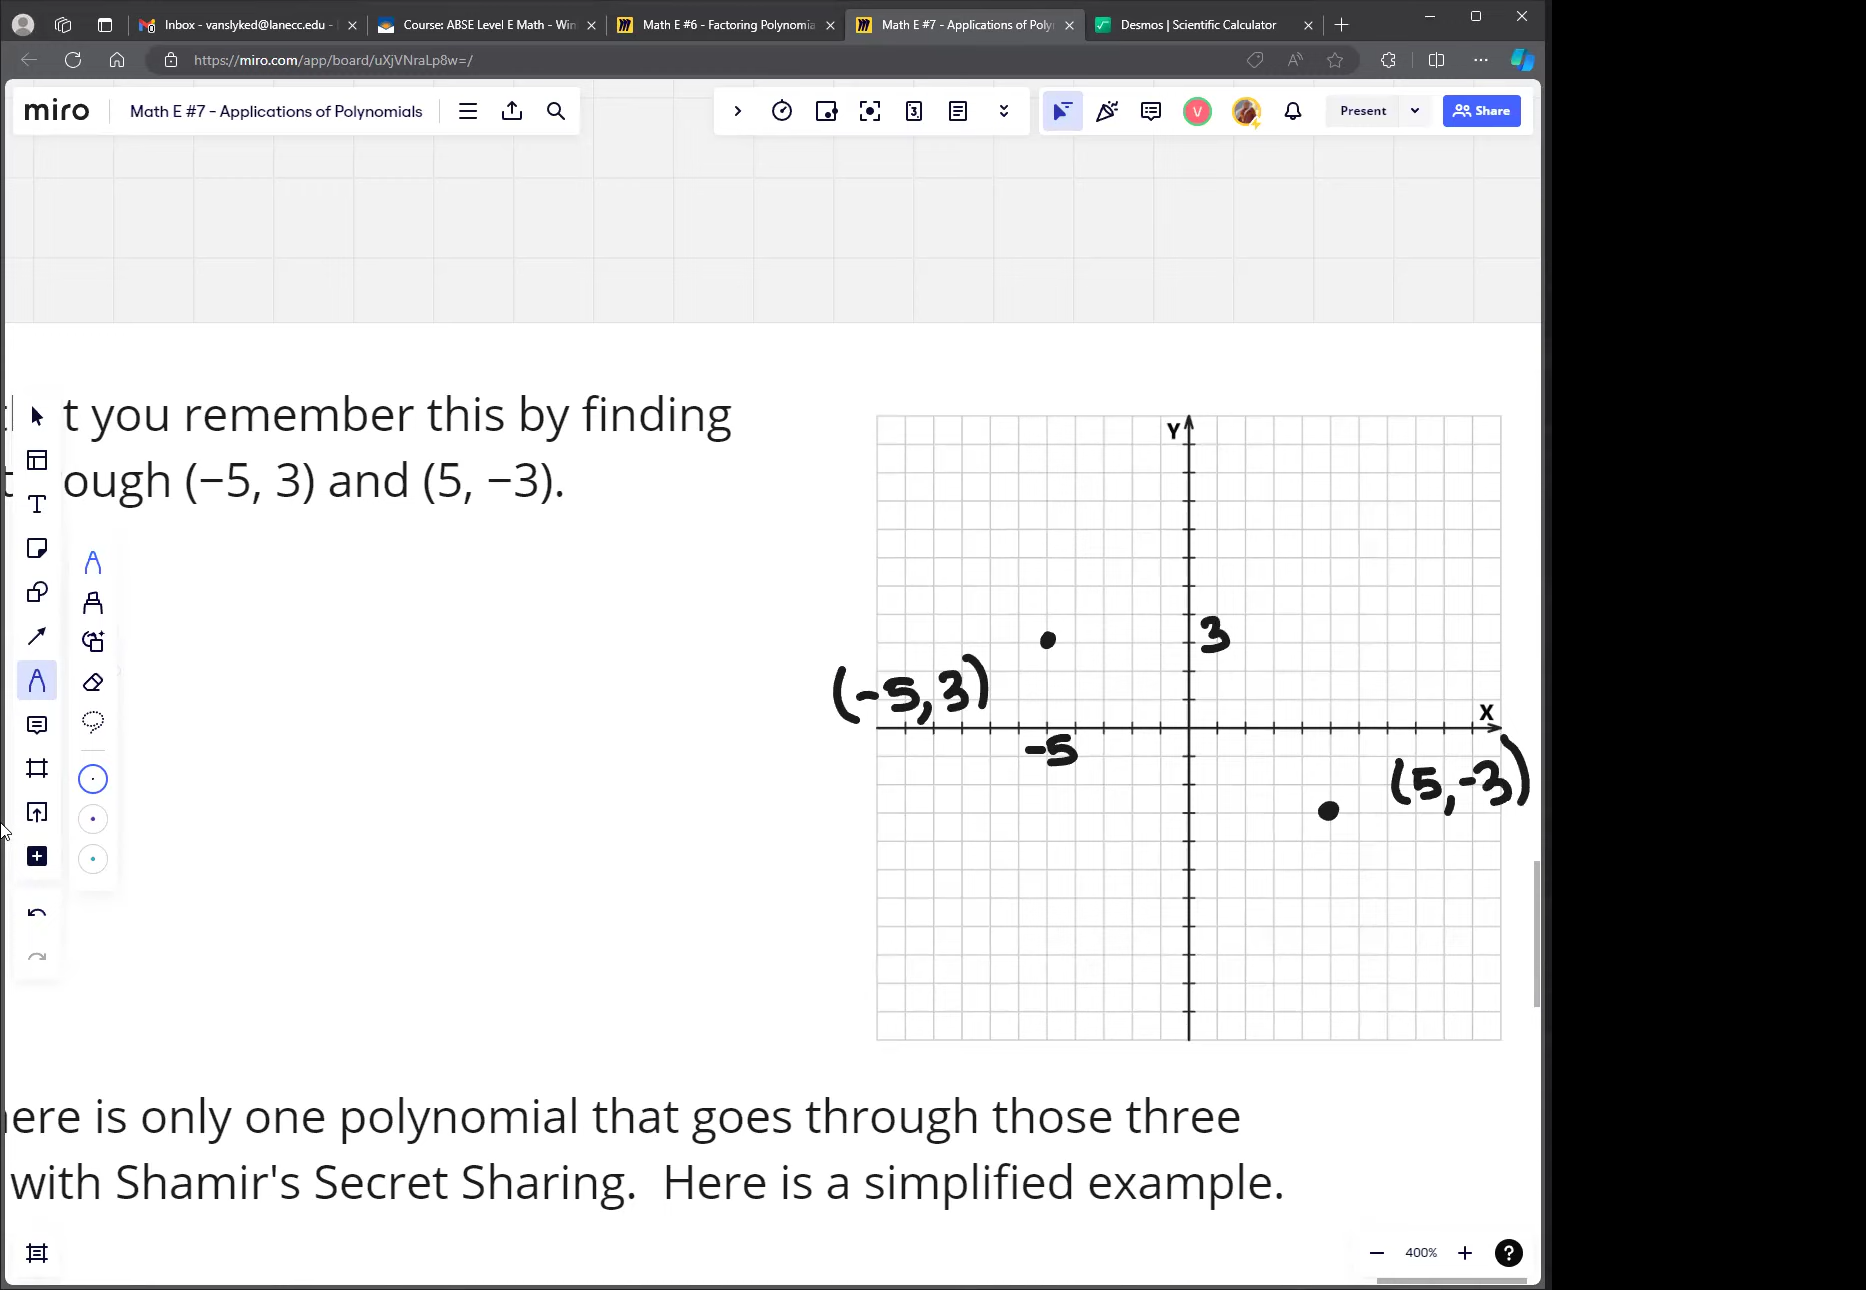 Inbox - vanslyked@lanecc.edu -
Course: ABSE Level E Math - Win
Math E #6 - Factoring Polynomia
Math E #7 - Applications of Poly
Desmos | Scientific Calculator
https://miro.com/app/board/uXjVNraLp8w=/
miro
Math E #7 - Applications of Polynomials
3
V
Present
Share
t you remember this by finding
ough (−5, 3) and (5, −3).
Y
3
(-5,3)
X
-5
(5,-3)
here is only one polynomial that goes through those three
with Shamir's Secret Sharing. Here is a simplified example.
400%
?